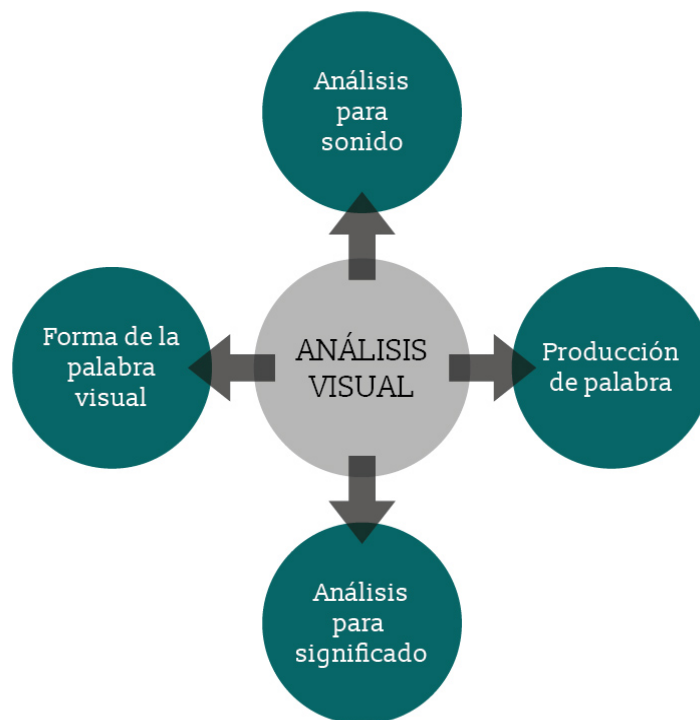 Análisis
para
sonido
Forma de la
palabra
visual
ANÁLISIS
VISUAL
Producción
de palabra
Análisis
para
significado